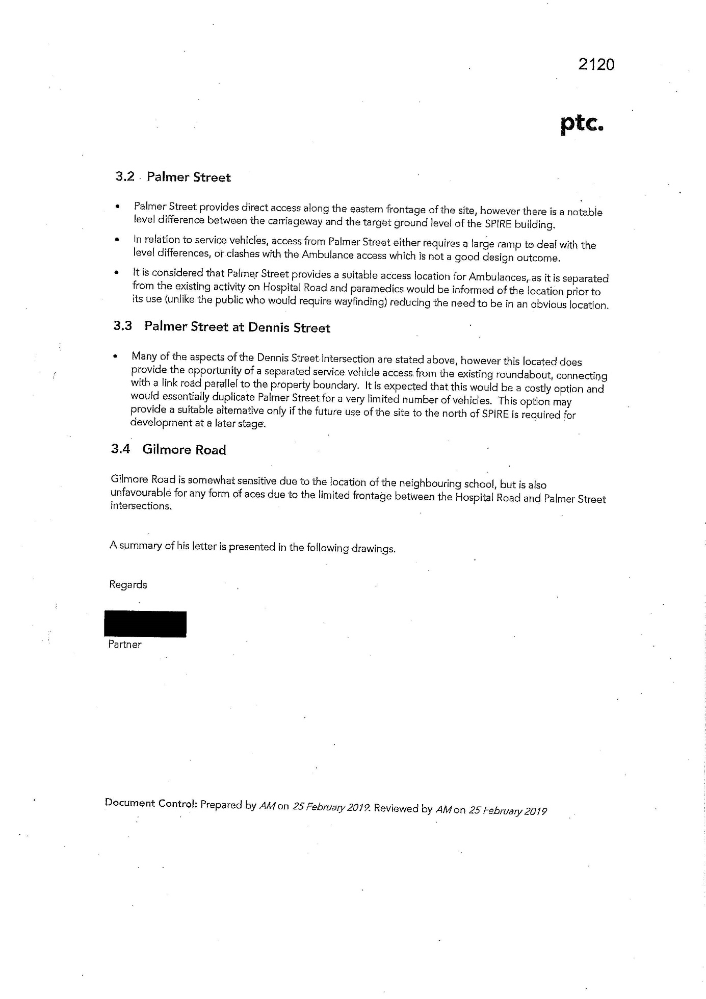 2120
ptc.
3.2 Palmer Street
• Palmer Street provides direct access along the eastern frontage of the site, however there is a notable
level difference between the carriageway and the target ground level of the SPIRE building.
• In relation to service vehicles, access from Palmer Street either requires a large ramp to deal with the
level differences, or clashes with the Ambulance access which is not a good design outcome.
• It is considered that Palmer Street provides a suitable access location for Ambulances, as it is separated
from the existing activity on Hospital Road and paramedics would be informed of the location prior to
its use (unlike the public who would require wayfinding) reducing the need to be in an obvious location.
3.3 Palmer Street at Dennis Street
• Many of the aspects of the Dennis Street intersection are stated above, however this located does
provide the opportunity of a separated service vehicle access from the existing roundabout, connecting
with a link road parallel to the property boundary. It is expected that this would be a costly option and
would essentially duplicate Palmer Street for a very limited number of vehicles. This option may
provide a suitable alternative only if the future use of the site to the north of SPIRE is required for
development at a later stage.
3.4 Gilmore Road
Gilmore Road is somewhat sensitive due to the location of the neighbouring school, but is also
unfavourable for any form of aces due to the limited frontage between the Hospital Road and Palmer Street
intersections.
A summary of his letter is presented in the following drawings.
Regards
Partner
Document Control: Prepared by AM on 25 February 2019. Reviewed by AM on 25 February 2019